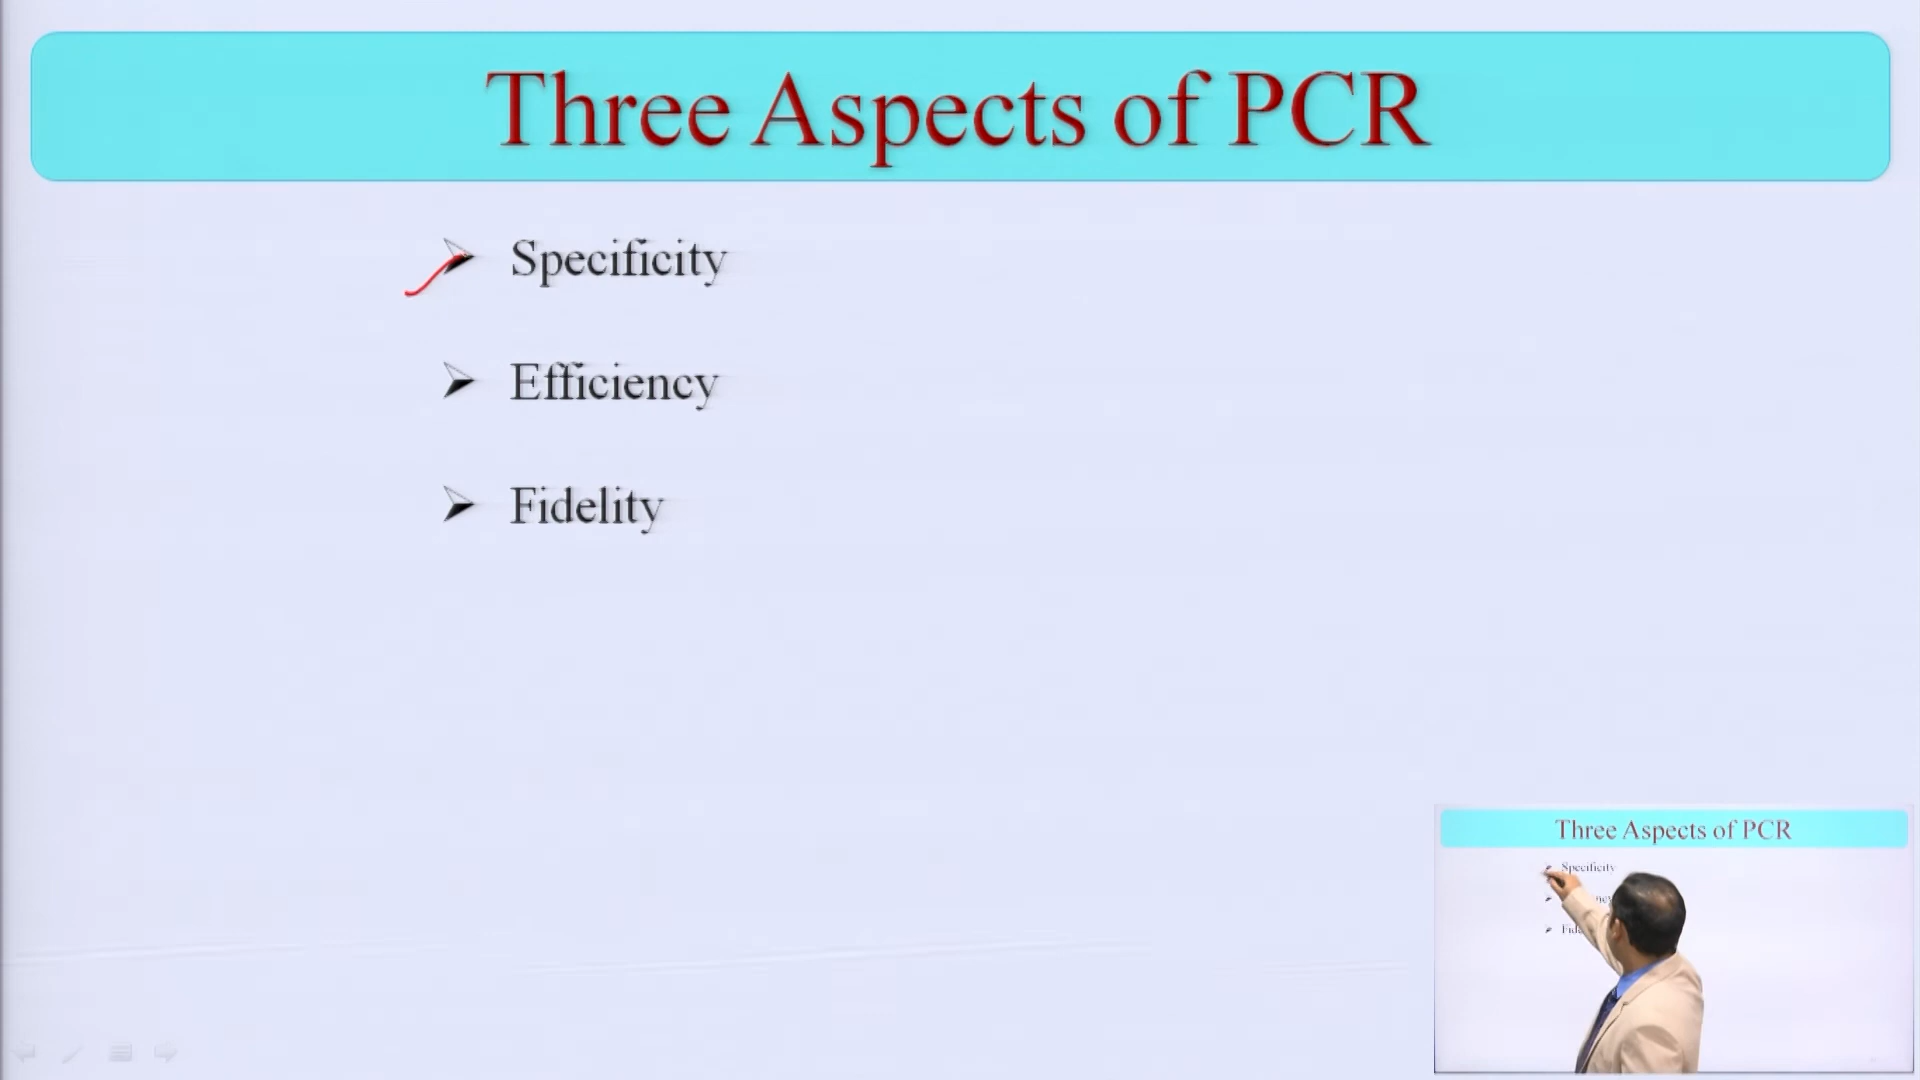 Three Aspects of PCR
Specificity
Efficiency
Fidelity
Three Aspects of PCR
Specificity